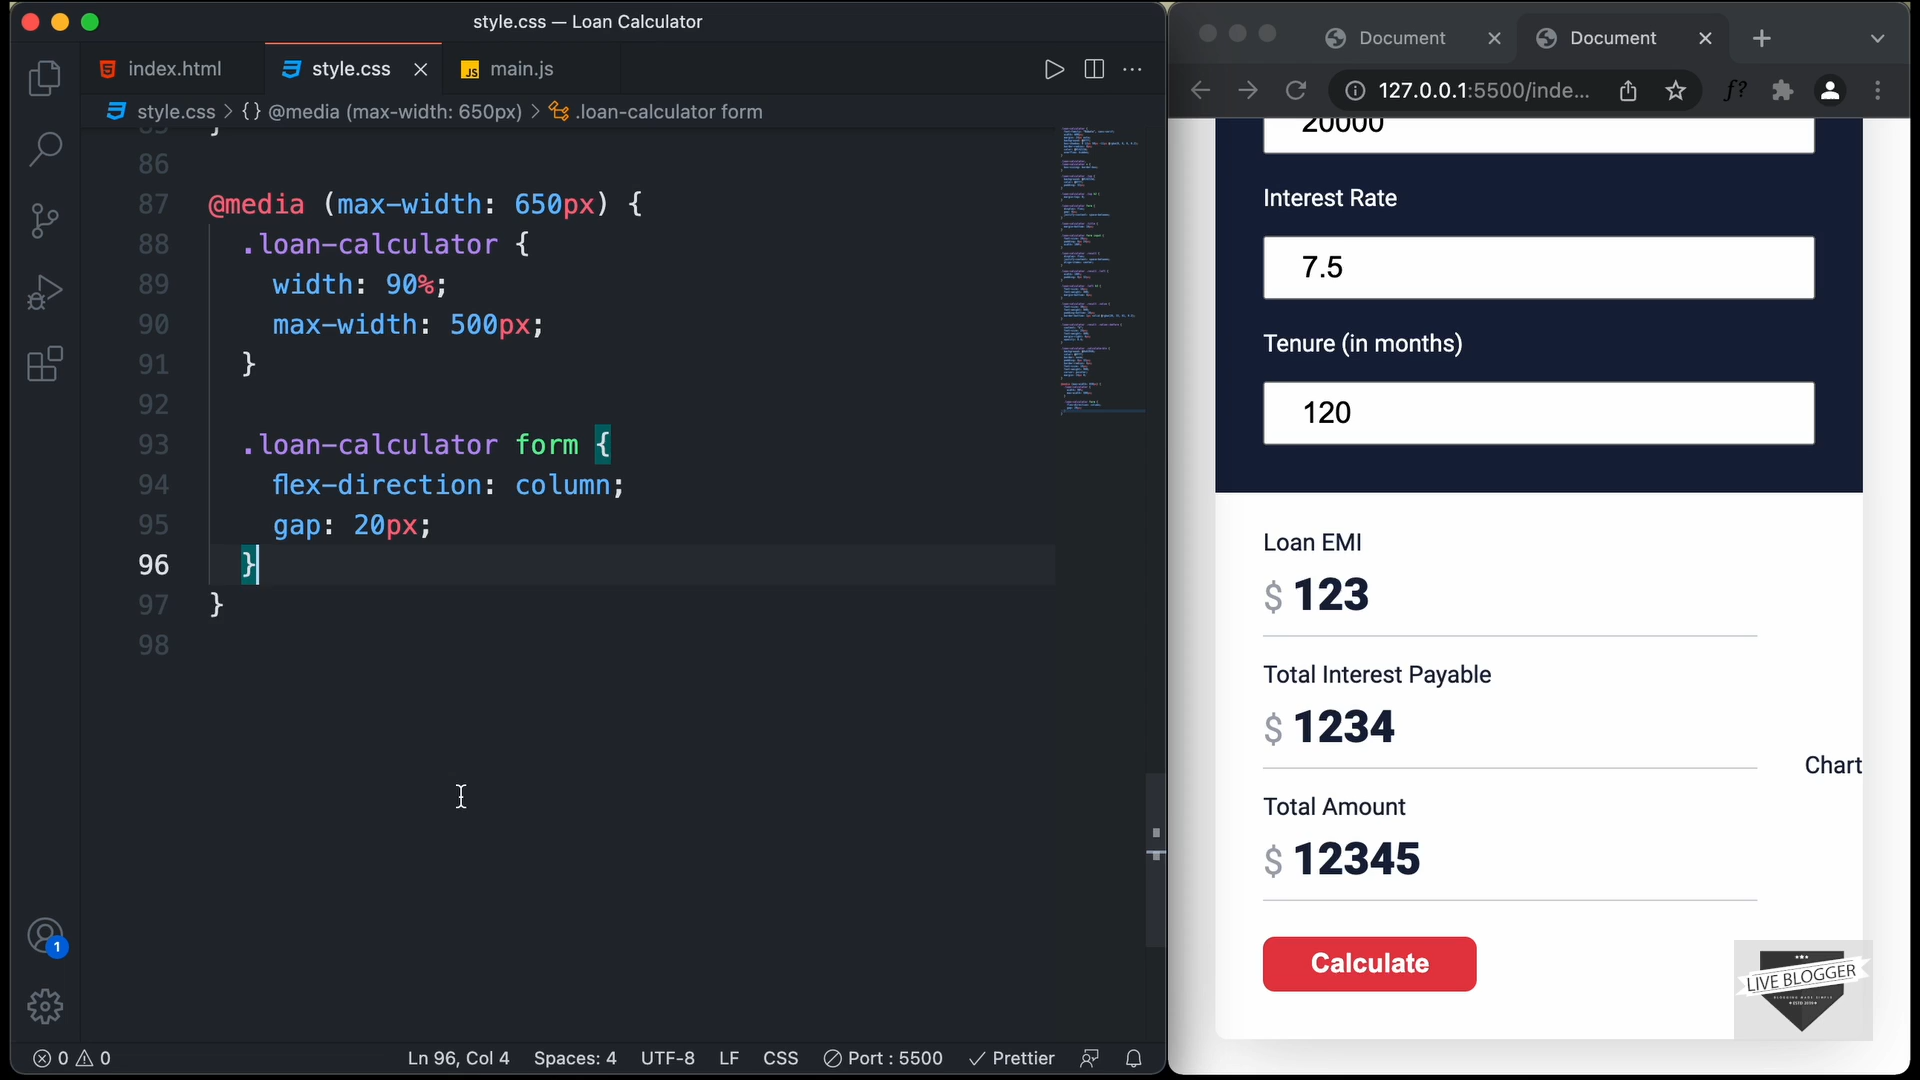 style.css — Loan Calculator
index.html
style.css
main.js
style.css > {} @media (max-width: 650px) > .loan-calculator form
86
87 @media (max-width: 650px) {
88 .loan-calculator {
89 width: 90%;
90 max-width: 500px;
91 }
92
93 .loan-calculator form {
94 flex-direction: column;
95 gap: 20px;
96 }
97 }
98
1
0 0
Ln 96, Col 4
Spaces: 4
UTF-8
LF
CSS
Port : 5500
Prettier
Document
Document
127.0.0.1:5500/inde...
f?
20000
Interest Rate
7.5
Tenure (in months)
120
Loan EMI
$ 123
Total Interest Payable
$ 1234
Chart
Total Amount
$ 12345
Calculate
LIVE BLOGGER